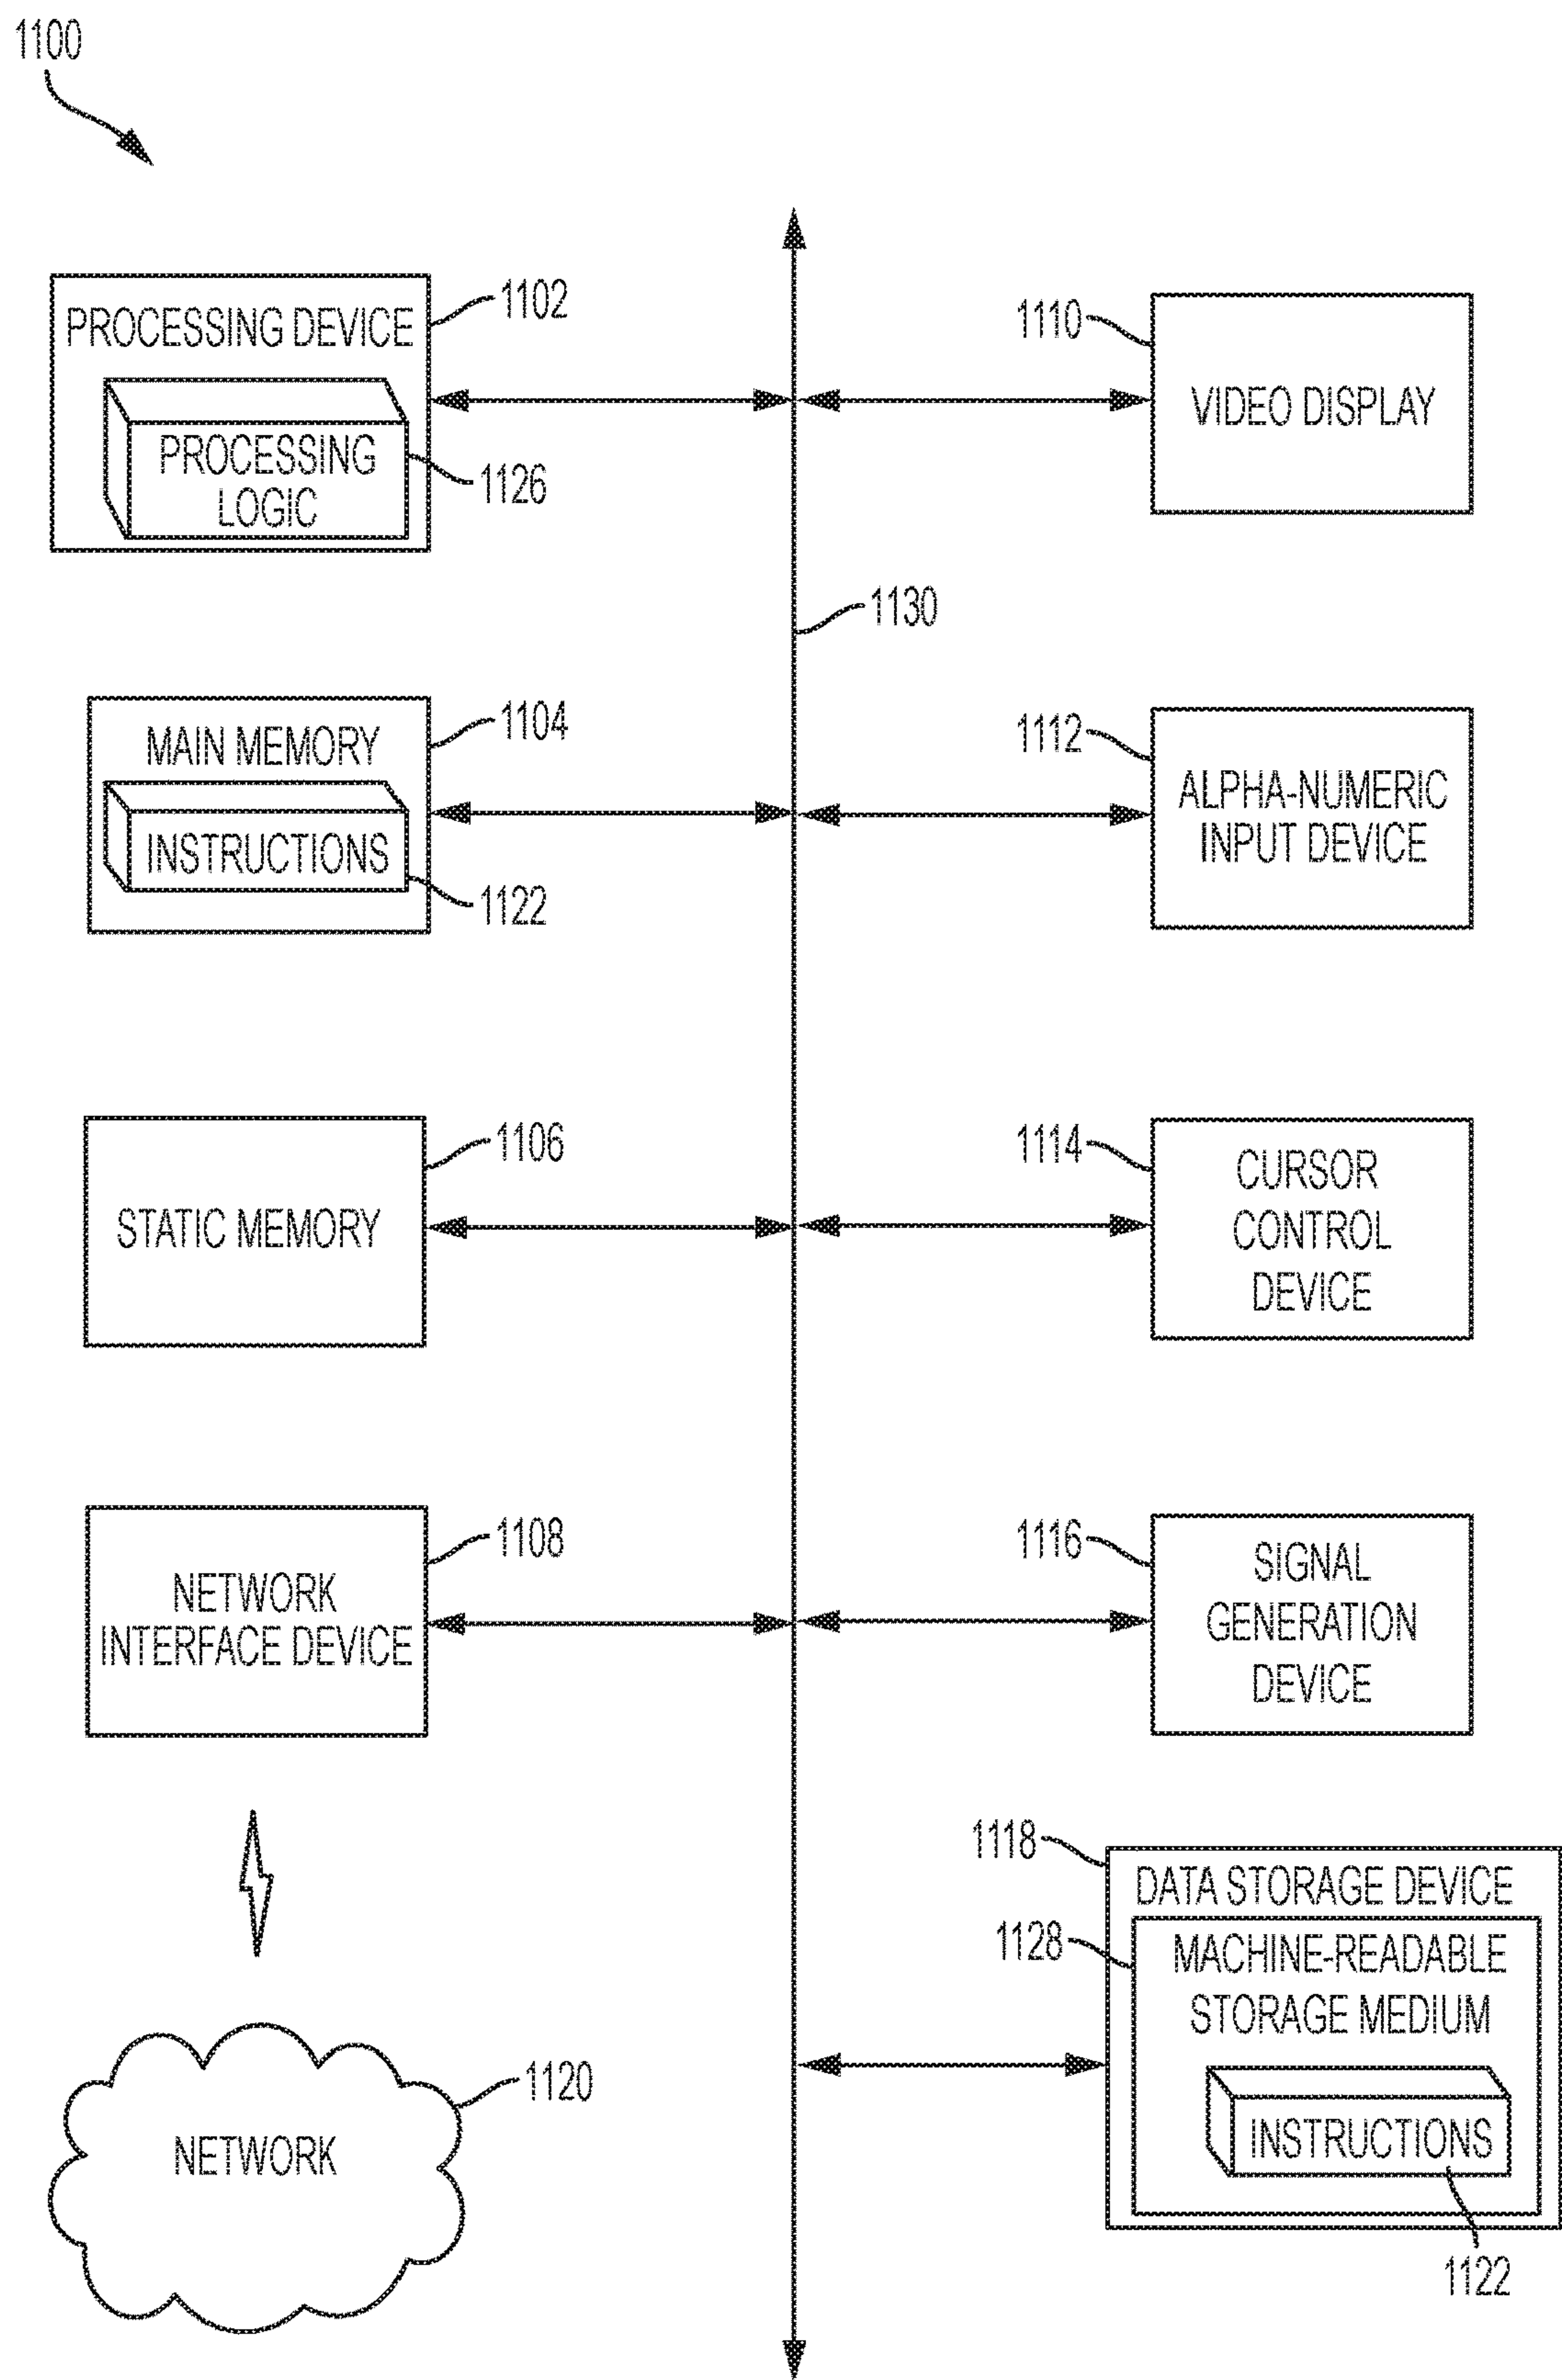 1100
PROCESSING DEVICE
1102
PROCESSING
LOGIC
1126
1110
VIDEO DISPLAY
1130
MAIN MEMORY
1104
INSTRUCTIONS
1122
1112
ALPHA-NUMERIC
INPUT DEVICE
STATIC MEMORY
1106
1114
CURSOR
CONTROL
DEVICE
NETWORK
INTERFACE DEVICE
1108
1116
SIGNAL
GENERATION
DEVICE
NETWORK
1120
1118
DATA STORAGE DEVICE
1128
MACHINE-READABLE
STORAGE MEDIUM
INSTRUCTIONS
1122